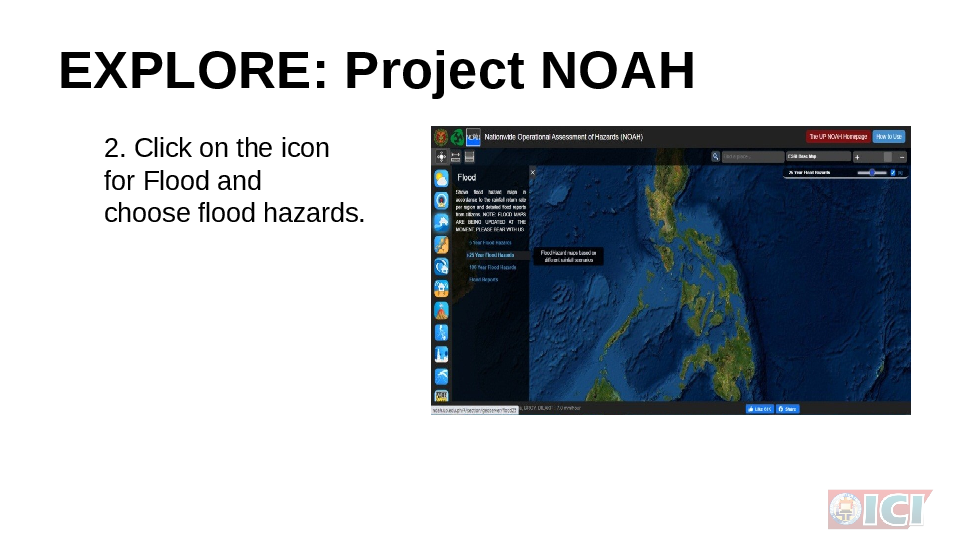 EXPLORE: Project NOAH
2. Click on the icon
for Flood and
choose flood hazards.
Nationwide Operational Assessment of Hazards (NOAH)
The UP NOAH Homepage
How to Use
25 Year Flood Hazards
Flood
Shows flood hazard maps in
accordance to the rainfall return rate
per region and detailed flood reports
from citizens. NOTE: FLOOD MAPS
ARE BEING UPDATED AT THE
MOMENT, PLEASE BEAR WITH US
Year Flood Hazards
25 Year Flood Hazards
100 Year Flood Hazards
Flood Reports
Flood Hazard maps based on
different rainfall scenarios
Like
Share
ICI